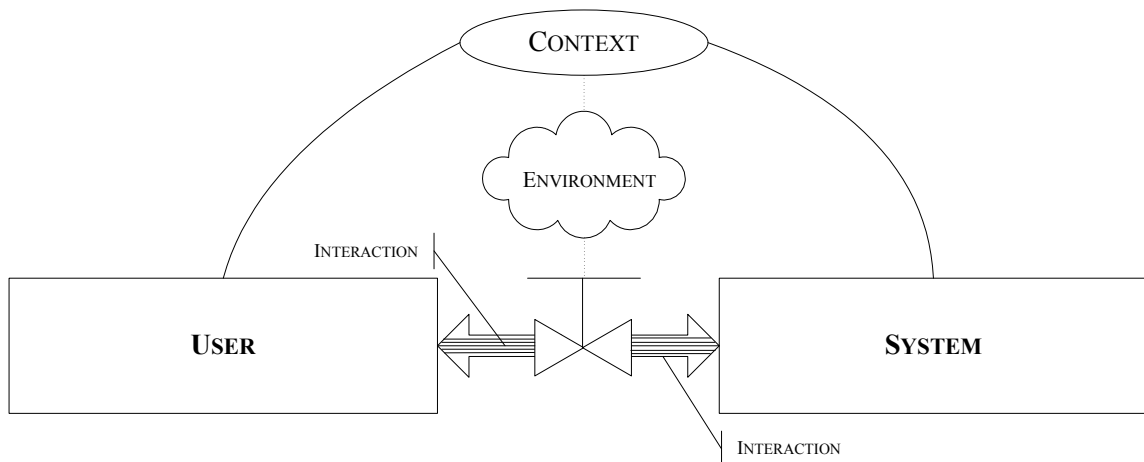 CONTEXT
ENVIRONMENT
INTERACTION
USER
SYSTEM
INTERACTION